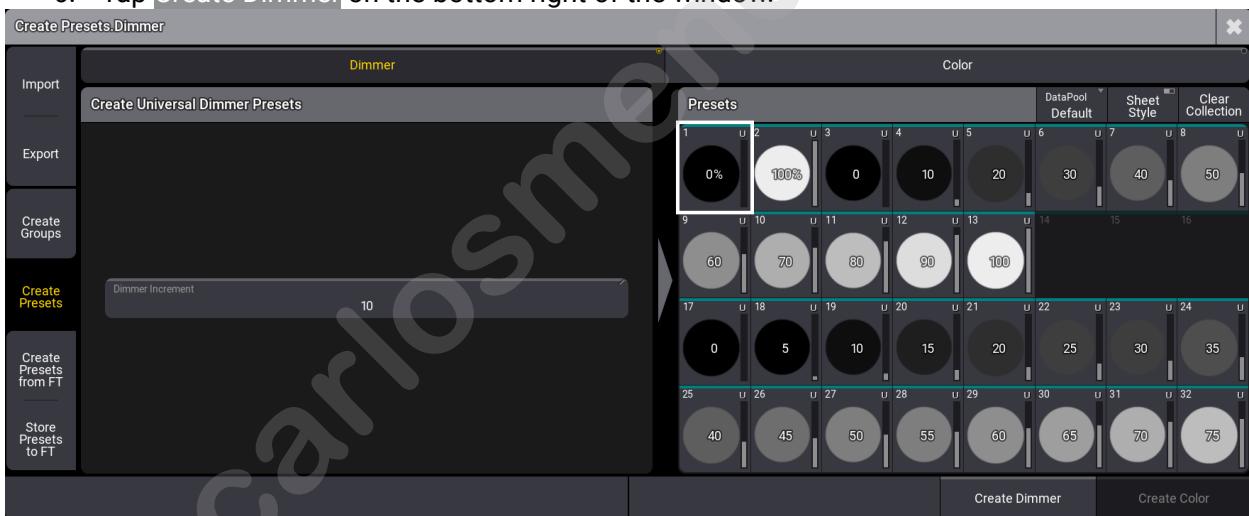 Tap Create Dimmer on the bottom right of the window.
Create Presets.Dimmer
Import
Export
Create
Groups
Create
Presets
Create
Presets
from FT
Store
Presets
to FT
Dimmer
Color
Create Universal Dimmer Presets
Dimmer Increment
10
Presets
DataPool
Default
Sheet
Style
Clear
Collection
1 U 2 U 3 U 4 U 5 U 6 U 7 U 8 U
0% 100% 0 10 20 30 40 50
9 U 10 U 11 U 12 U 13 U 14 15 16
60 70 80 90 100
17 U 18 U 19 U 20 U 21 U 22 U 23 U 24 U
0 5 10 15 20 25 30 35
25 U 26 U 27 U 28 U 29 U 30 U 31 U 32 U
40 45 50 55 60 65 70 75
Create Dimmer
Create Color
carlosmen